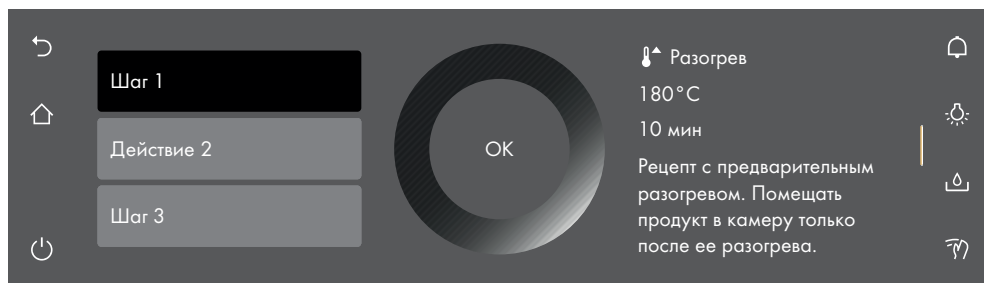 Шаг 1
Действие 2
Шаг 3
OK
Разогрев
180°C
10 мин
Рецепт с предварительным
разогревом. Помещать
продукт в камеру только
после ее разогрева.